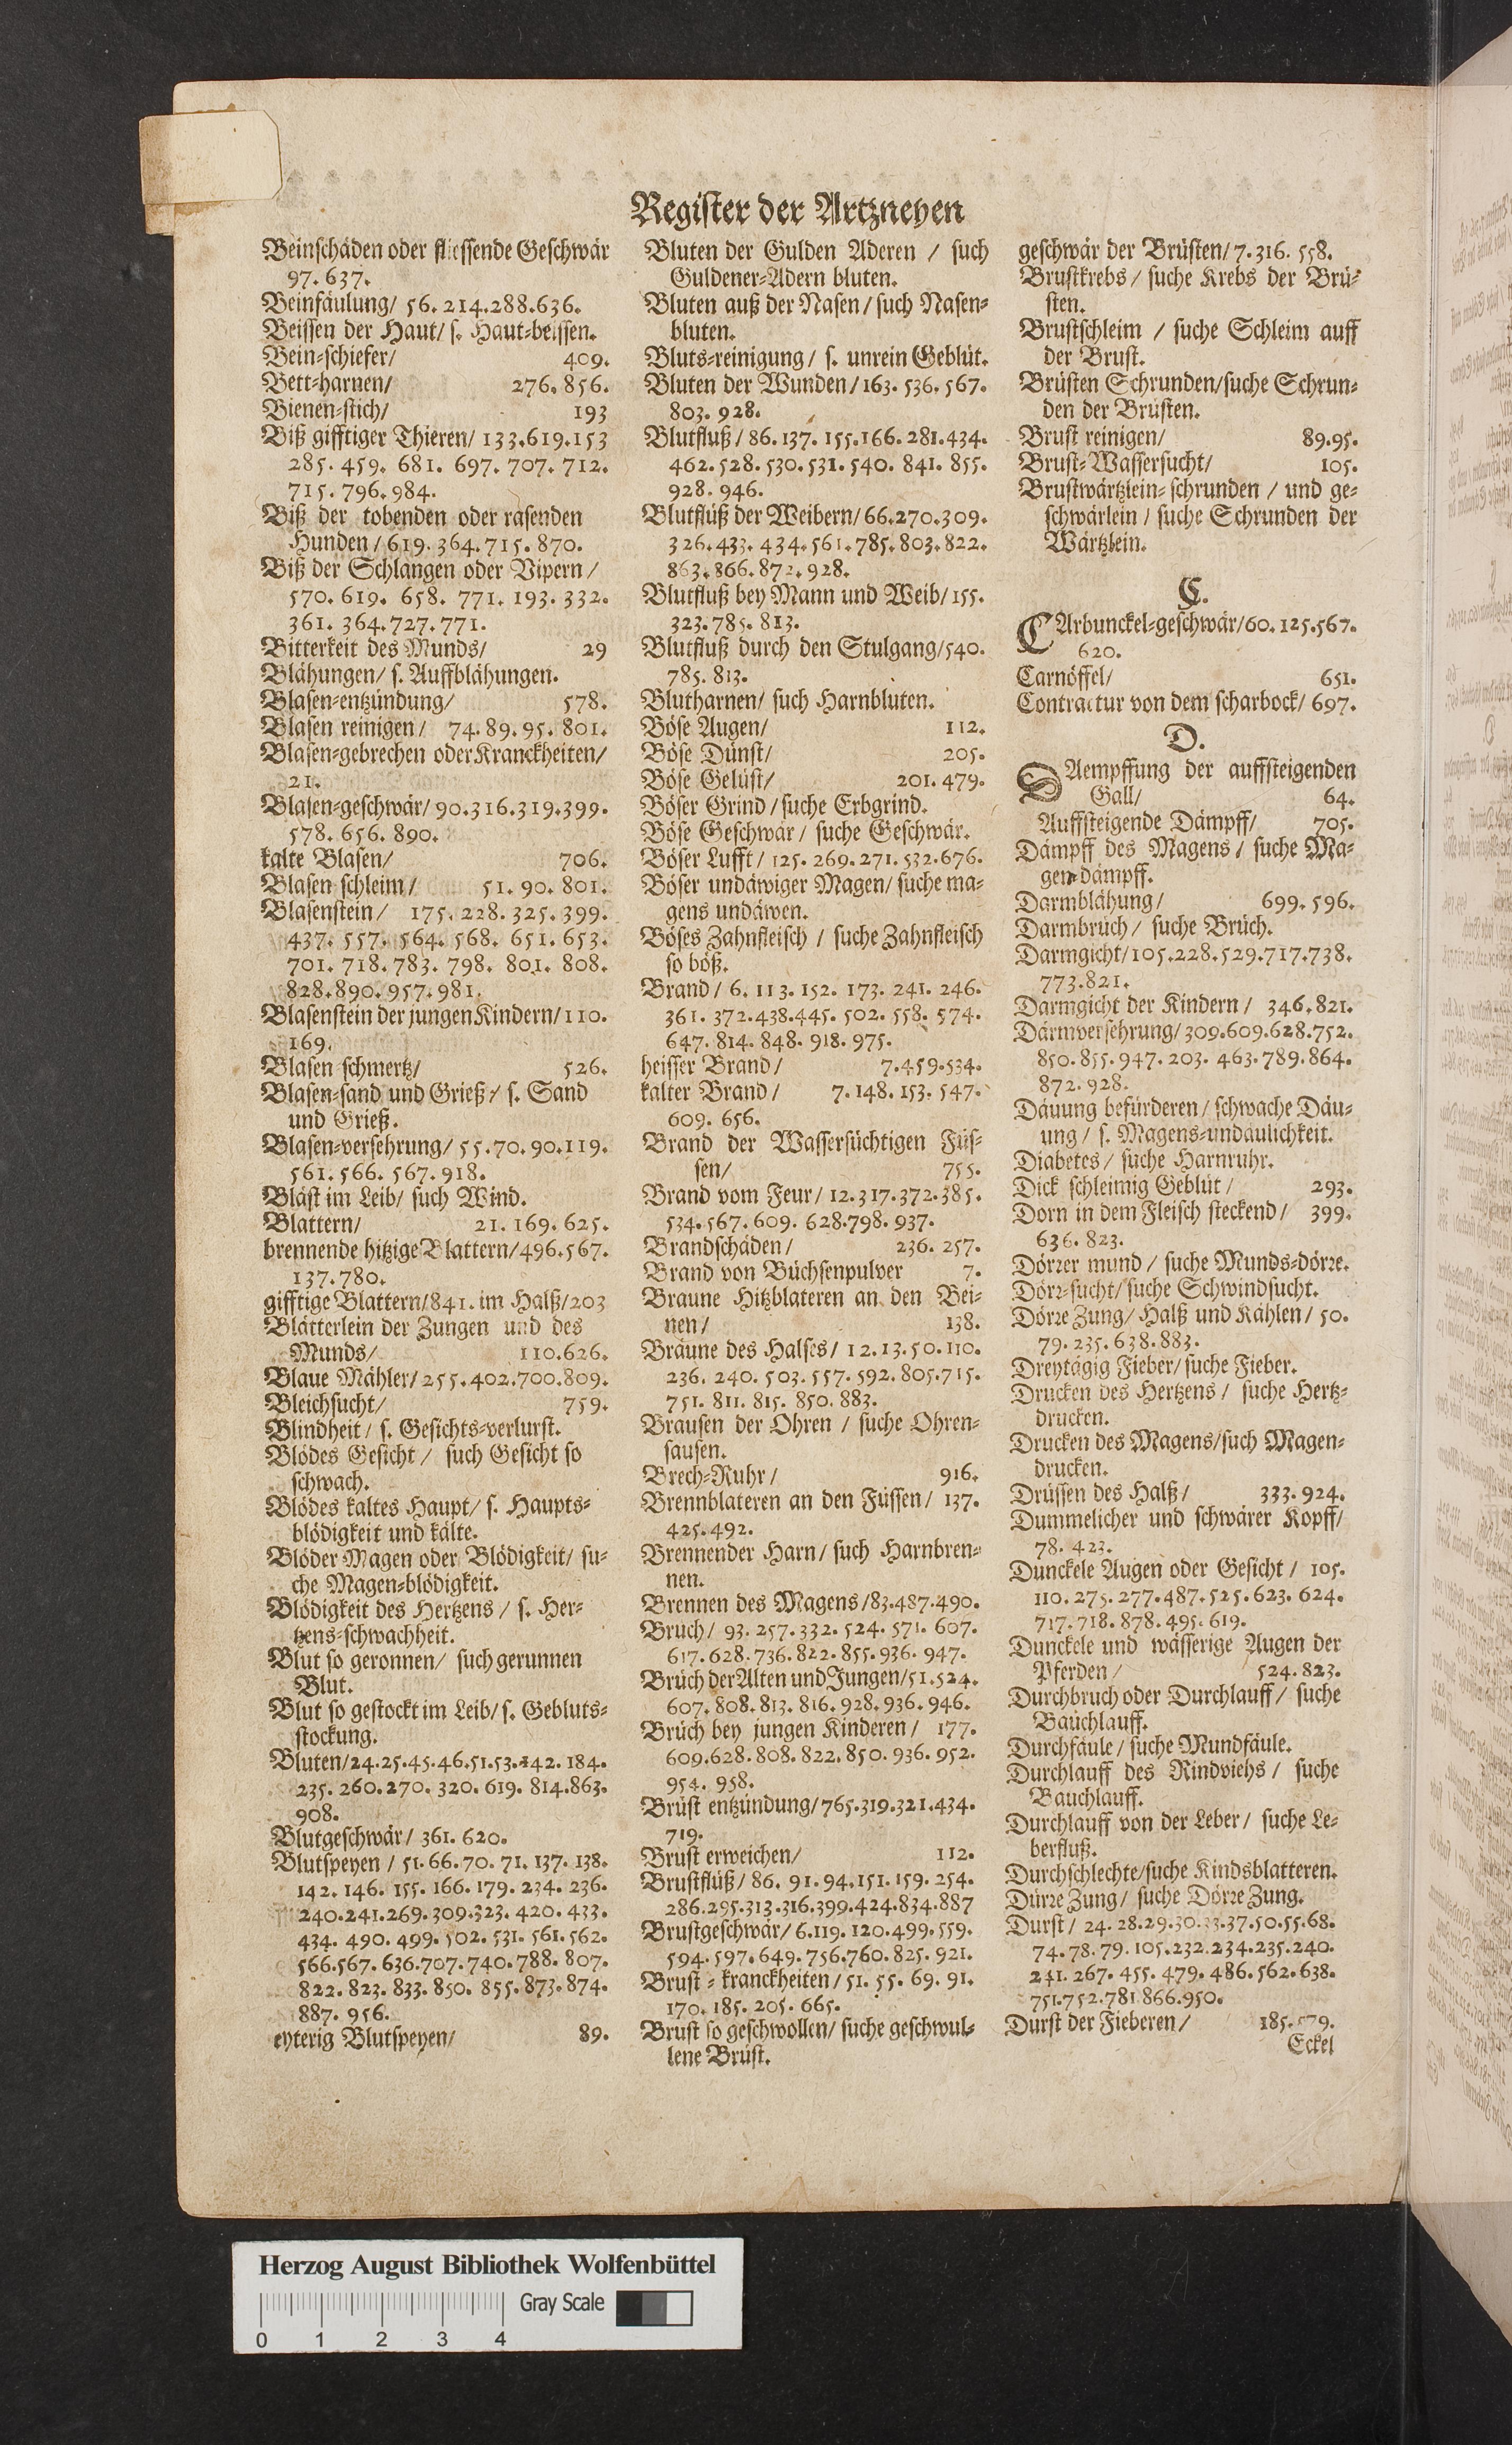 Register der Artzneyen
Beinschäden oder fliessende Geschwär
97. 637.
Beinfäulung/ 56. 214. 288. 636.
Beissen der Haut/ s. Haut-beissen.
Bein-schiefer/ 409.
Bett-harnen/ 276. 856.
Bienen-stich/ 193
Biß gifftiger Thieren/ 133. 619. 153
285. 459. 681. 697. 707. 712.
715. 796. 984.
Biß der tobenden oder rasenden
Hunden/ 619. 364. 715. 870.
Biß der Schlangen oder Vipern/
570. 619. 658. 771. 193. 332.
361. 364. 727. 771.
Bitterkeit des Munds/ 29
Blähungen/ s. Auffblähungen.
Blasen-entzündung/ 578.
Blasen reinigen/ 74. 89. 95. 801.
Blasen-gebrechen oder Kranckheiten/
21.
Blasen-geschwär/ 90. 316. 319. 399.
578. 656. 890.
kalte Blasen/ 706.
Blasen schleim/ 51. 90. 801.
Blasenstein/ 175. 228. 325. 399.
437. 557. 564. 568. 651. 653.
701. 718. 783. 798. 801. 808.
828. 890. 957. 981.
Blasenstein der jungen Kindern/ 110.
169.
Blasen schmertz/ 526.
Blasen-sand und Grieß/ s. Sand
und Grieß.
Blasen-versehrung/ 55. 70. 90. 119.
561. 566. 567. 918.
Bläst im Leib/ such Wind.
Blattern/ 21. 169. 625.
brennende hitzige Blattern/ 496. 567.
137. 780.
gifftige Blattern/ 841. im Halß/ 203
Blätterlein der Zungen und des
Munds/ 110. 626.
Blaue Mähler/ 255. 402. 700. 809.
Bleichsucht/ 759.
Blindheit/ s. Gesichts-verlurst.
Blödes Gesicht/ such Gesicht so
schwach.
Blödes kaltes Haupt/ s. Haupts-
blödigkeit und kälte.
Blöder Magen oder Blödigkeit/ su-
che Magen-blödigkeit.
Blödigkeit des Hertzens/ s. Her-
tzens-schwachheit.
Blut so geronnen/ such gerunnen
Blut.
Blut so gestockt im Leib/ s. Gebluts-
stockung.
Bluten/ 24. 25. 45. 46. 51. 53. 142. 184.
235. 260. 270. 320. 619. 814. 863.
908.
Blutgeschwär/ 361. 620.
Blutspeyen/ 51. 66. 70. 71. 137. 138.
142. 146. 155. 166. 179. 234. 236.
240. 241. 269. 309. 323. 420. 433.
434. 490. 499. 502. 531. 561. 562.
566. 567. 636. 707. 740. 788. 807.
822. 823. 833. 850. 855. 873. 874.
887. 956.
eyterig Blutspeyen/ 89.
Bluten der Gulden Aderen/ such
Guldener-Adern bluten.
Bluten auß der Nasen/ such Nasen-
bluten.
Bluts-reinigung/ s. unrein Geblüt.
Bluten der Wunden/ 163. 536. 567.
803. 928.
Blutfluß/ 86. 137. 155. 166. 281. 434.
462. 528. 530. 531. 540. 841. 855.
928. 946.
Blutflüß der Weibern/ 66. 270. 309.
326. 433. 434. 561. 785. 803. 822.
863. 866. 872. 928.
Blutfluß bey Mann und Weib/ 155.
323. 785. 813.
Blutfluß durch den Stulgang/ 540.
785. 813.
Blutharnen/ such Harnbluten.
Böse Augen/ 112.
Böse Dünst/ 205.
Böse Gelüst/ 201. 479.
Böser Grind/ suche Erbgrind.
Böse Geschwär/ suche Geschwär.
Böser Lufft/ 125. 269. 271. 532. 676.
Böser undäwiger Magen/ suche ma-
gens undäwen.
Böses Zahnfleisch/ suche Zahnfleisch
so böß.
Brand/ 6. 113. 152. 173. 241. 246.
361. 372. 438. 445. 502. 558. 574.
647. 814. 848. 918. 975.
heisser Brand/ 7. 459. 534.
kalter Brand/ 7. 148. 153. 547.
609. 656.
Brand der Wassersüchtigen Füs-
sen/ 755.
Brand vom Feur/ 12. 317. 372. 385.
534. 567. 609. 628. 798. 937.
Brandschäden/ 236. 257.
Brand von Büchsenpulver 7.
Braune Hitzblateren an den Bei-
nen/ 138.
Bräune des Halses/ 12. 13. 50. 110.
236. 240. 503. 557. 592. 805. 715.
751. 811. 815. 850. 883.
Brausen der Ohren/ suche Ohren-
sausen.
Brech-Ruhr/ 916.
Brennblateren an den Füssen/ 137.
425. 492.
Brennender Harn/ such Harnbren-
nen.
Brennen des Magens/ 83. 487. 490.
Bruch/ 93. 257. 332. 524. 571. 607.
617. 628. 736. 822. 855. 936. 947.
Brüch der Alten und Jungen/ 51. 524.
607. 808. 813. 816. 928. 936. 946.
Brüch bey jungen Kinderen/ 177.
609. 628. 808. 822. 850. 936. 952.
954. 958.
Brüst entzündung/ 765. 319. 321. 434.
719.
Brust erweichen/ 112.
Brustflüß/ 86. 91. 94. 151. 159. 254.
286. 295. 313. 316. 399. 424. 834. 887
Brustgeschwär/ 6. 119. 120. 499. 559.
594. 597. 649. 756. 760. 825. 921.
Brust-kranckheiten/ 51. 55. 69. 91.
170. 185. 205. 665.
Brust so geschwollen/ suche geschwul-
lene Brüst.
geschwär der Brüsten/ 7. 316. 558.
Brustkrebs/ suche Krebs der Brü-
sten.
Brustschleim/ suche Schleim auff
der Brust.
Brüsten Schrunden/ suche Schrun-
den der Brüsten.
Brust reinigen/ 89. 95.
Brust-Wassersucht/ 105.
Brustwärtzlein-schrunden/ und ge-
schwärlein/ suche Schrunden der
Wärtzlein.
C.
CArbunckel-geschwär/ 60. 125. 567.
620.
Carnöffel/ 651.
Contractur von dem scharbock/ 697.
D.
DAempffung der auffsteigenden
Gall/ 64.
Auffsteigende Dämpff/ 705.
Dämpff des Magens/ suche Ma-
gendämpff.
Darmblähung/ 699. 596.
Darmbruch/ suche Brüch.
Darmgicht/ 105. 228. 529. 717. 738.
773. 821.
Darmgicht der Kindern/ 346. 821.
Därmversehrung/ 309. 609. 628. 752.
850. 855. 947. 203. 463. 789. 864.
872. 928.
Däuung befürderen/ schwache Däu-
ung/ s. Magens-undäulichkeit.
Diabetes/ suche Harnruhr.
Dick schleimig Geblüt/ 293.
Dorn in dem Fleisch steckend/ 399.
636. 823.
Dörrer mund/ suche Munds-dörre.
Dörr-sucht/ suche Schwindsucht.
Dörre Zung/ Halß und Kählen/ 50.
79. 235. 638. 883.
Dreytägig Fieber/ suche Fieber.
Drucken des Hertzens/ suche Hertz-
drucken.
Drucken des Magens/ such Magen-
drucken.
Drüssen des Halß/ 333. 924.
Dummelicher und schwärer Kopff/
78. 423.
Dunckele Augen oder Gesicht/ 105.
110. 275. 277. 487. 525. 623. 624.
717. 718. 878. 495. 619.
Dunckele und wässerige Augen der
Pferden/ 524. 823.
Durchbruch oder Durchlauff/ suche
Bauchlauff.
Durchfäule/ suche Mundfäule.
Durchlauff des Rindviehs/ suche
Bauchlauff.
Durchlauff von der Leber/ suche Le-
berfluß.
Durchschlechte/ suche Kindsblatteren.
Dürre Zung/ suche Dörre Zung.
Durst/ 24. 28. 29. 30. 33. 37. 50. 55. 68.
74. 78. 79. 105. 232. 234. 235. 240.
241. 267. 455. 479. 486. 562. 638.
751. 752. 781 866. 950.
Durst der Fieberen/ 185.
Eckel
Herzog August Bibliothek Wolfenbüttel
Gray Scale
0 1 2 3 4